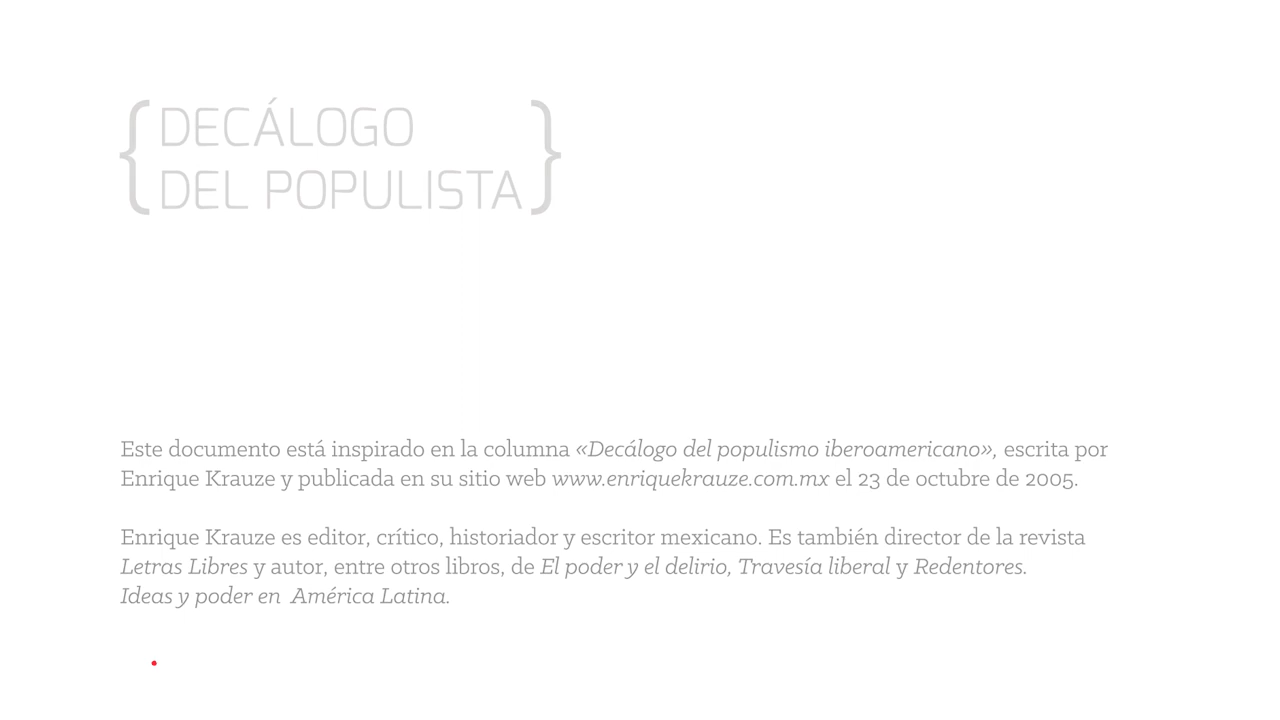 {DECÁLOGO
DEL POPULISTA}
Este documento está inspirado en la columna «Decálogo del populismo iberoamericano», escrita por
Enrique Krauze y publicada en su sitio web www.enriquekrauze.com.mx el 23 de octubre de 2005.
Enrique Krauze es editor, crítico, historiador y escritor mexicano. Es también director de la revista
Letras Libres y autor, entre otros libros, de El poder y el delirio, Travesía liberal y Redentores.
Ideas y poder en América Latina.